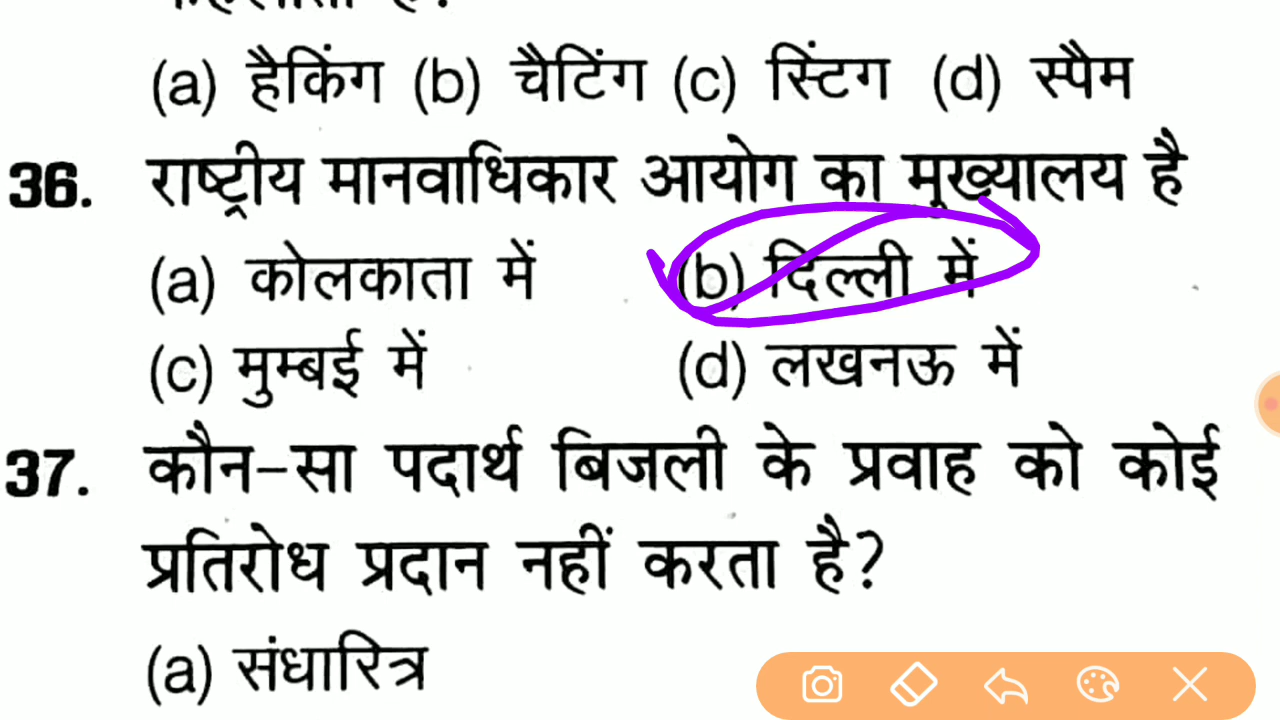 (a) हैकिंग (b) चैटिंग (c) स्टिंग (d) स्पैम
36. राष्ट्रीय मानवाधिकार आयोग का मुख्यालय है
(a) कोलकाता में (b) दिल्ली में
(c) मुम्बई में (d) लखनऊ में
37. कौन-सा पदार्थ बिजली के प्रवाह को कोई
प्रतिरोध प्रदान नहीं करता है?
(a) संधारित्र